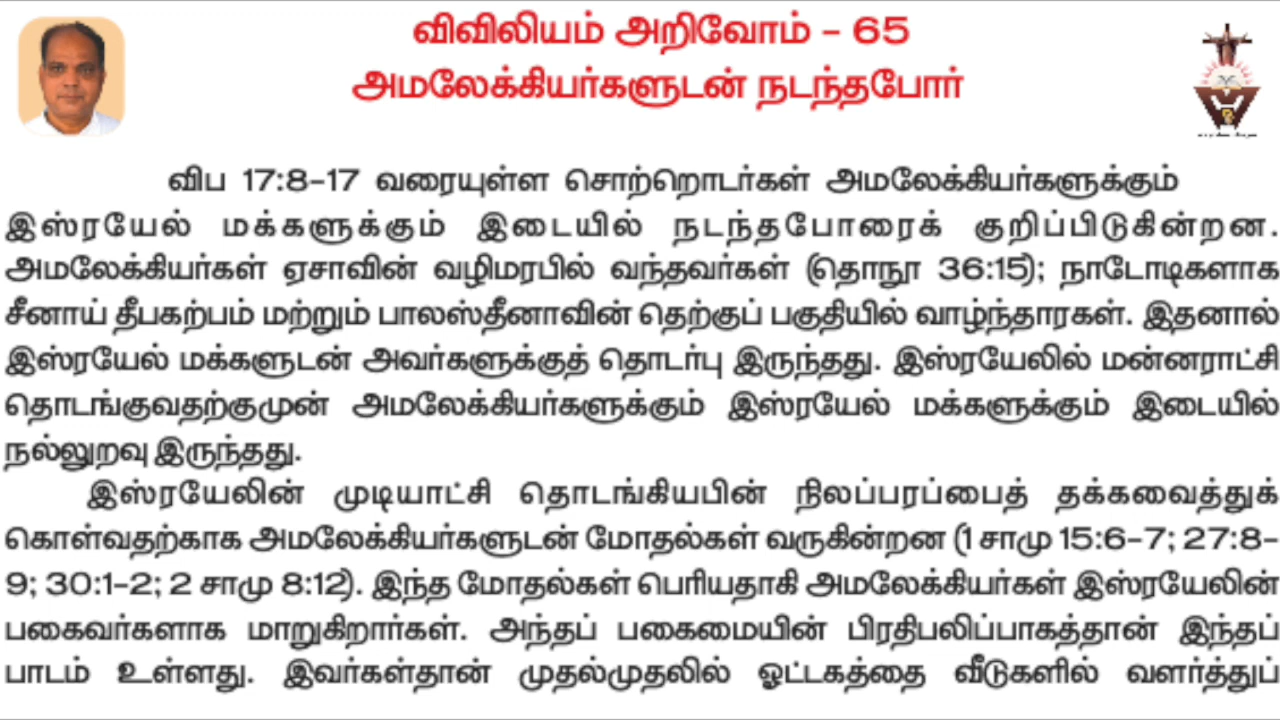 விவிலியம் அறிவோம் – 65
அமலேக்கியர்களுடன் நடந்தபோர்
விப 17:8-17 வரையுள்ள சொற்றொடர்கள் அமலேக்கியர்களுக்கும்
இஸ்ரயேல் மக்களுக்கும் இடையில் நடந்தபோரைக் குறிப்பிடுகின்றன.
அமலேக்கியர்கள் ஏசாவின் வழிமரபில் வந்தவர்கள் (தொநூ 36:15); நாடோடிகளாக
சீனாய் தீபகற்பம் மற்றும் பாலஸ்தீனாவின் தெற்குப் பகுதியில் வாழ்ந்தாரகள். இதனால்
இஸ்ரயேல் மக்களுடன் அவர்களுக்குத் தொடர்பு இருந்தது. இஸ்ரயேலில் மன்னராட்சி
தொடங்குவதற்குமுன் அமலேக்கியர்களுக்கும் இஸ்ரயேல் மக்களுக்கும் இடையில்
நல்லுறவு இருந்தது.
இஸ்ரயேலின் முடியாட்சி தொடங்கியபின் நிலப்பரப்பைத் தக்கவைத்துக்
கொள்வதற்காக அமலேக்கியர்களுடன் மோதல்கள் வருகின்றன (1 சாமு 15:6-7; 27:8-
9; 30:1-2; 2 சாமு 8:12). இந்த மோதல்கள் பெரியதாகி அமலேக்கியர்கள் இஸ்ரயேலின்
பகைவர்களாக மாறுகிறார்கள். அந்தப் பகைமையின் பிரதிபலிப்பாகத்தான் இந்தப்
பாடம் உள்ளது. இவர்கள்தான் முதல்முதலில் ஓட்டகத்தை வீடுகளில் வளர்த்துப்